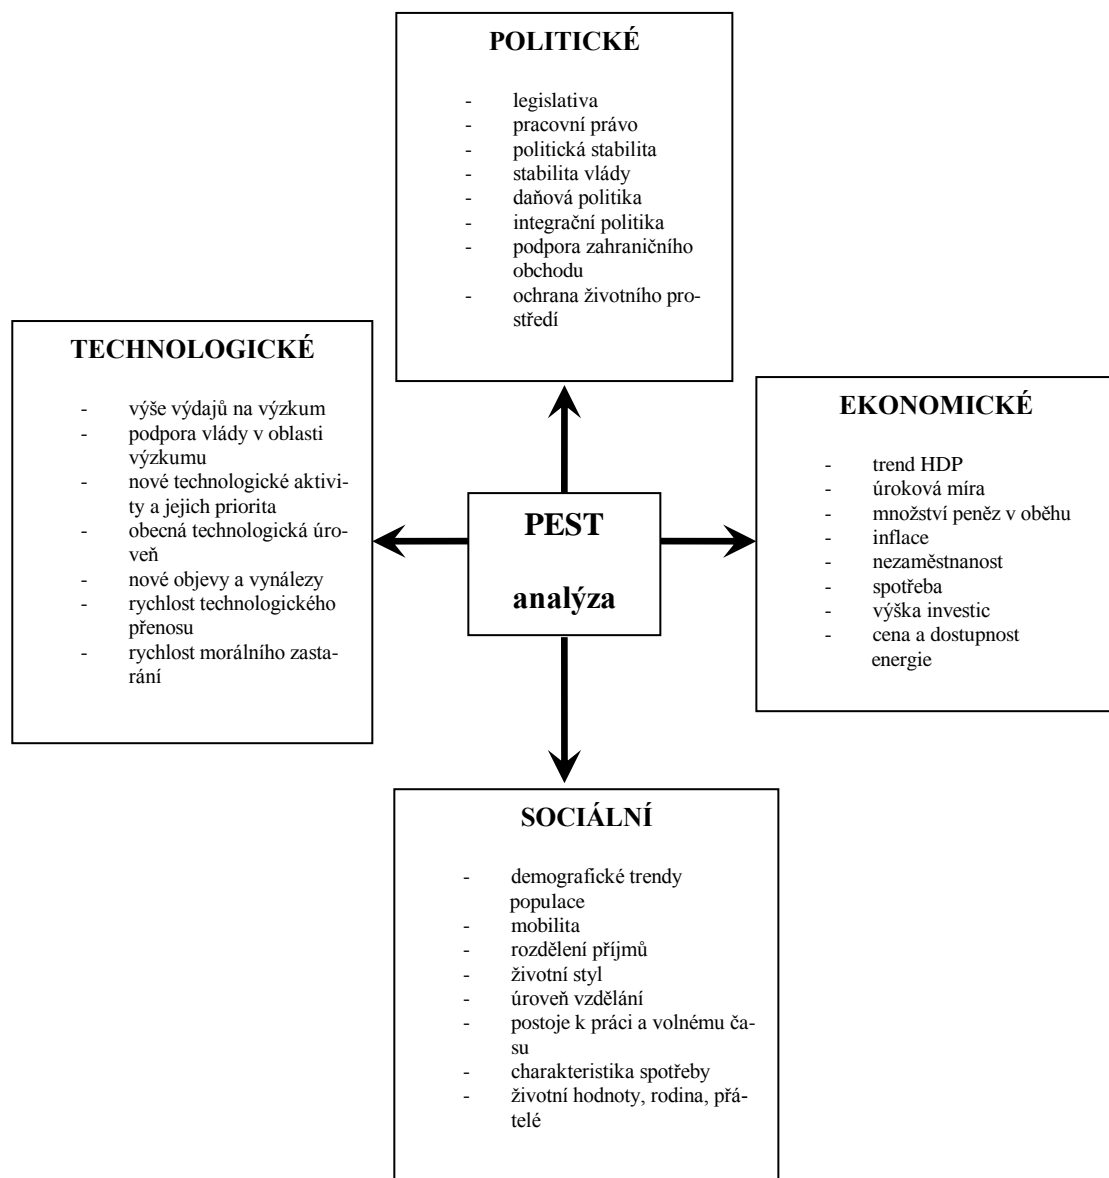 POLITICKÉ
- legislativa
- pracovní právo
- politická stabilita
- stabilita vlády
- daňová politika
- integrační politika
- podpora zahraničního
obchodu
- ochrana životního pro-
středí
TECHNOLOGICKÉ
- výše výdajů na výzkum
- podpora vlády v oblasti
výzkumu
- nové technologické aktivi-
ty a jejich priorita
- obecná technologická úro-
veň
- nové objevy a vynálezy
- rychlost technologického
přenosu
- rychlost morálního zasta-
rání
PEST
analýza
EKONOMICKÉ
- trend HDP
- úroková míra
- množství peněz v oběhu
- inflace
- nezaměstnanost
- spotřeba
- výška investic
- cena a dostupnost
energie
SOCIÁLNÍ
- demografické trendy
populace
- mobilita
- rozdělení příjmů
- životní styl
- úroveň vzdělání
- postoje k práci a volnému ča-
su
- charakteristika spotřeby
- životní hodnoty, rodina, přá-
telé